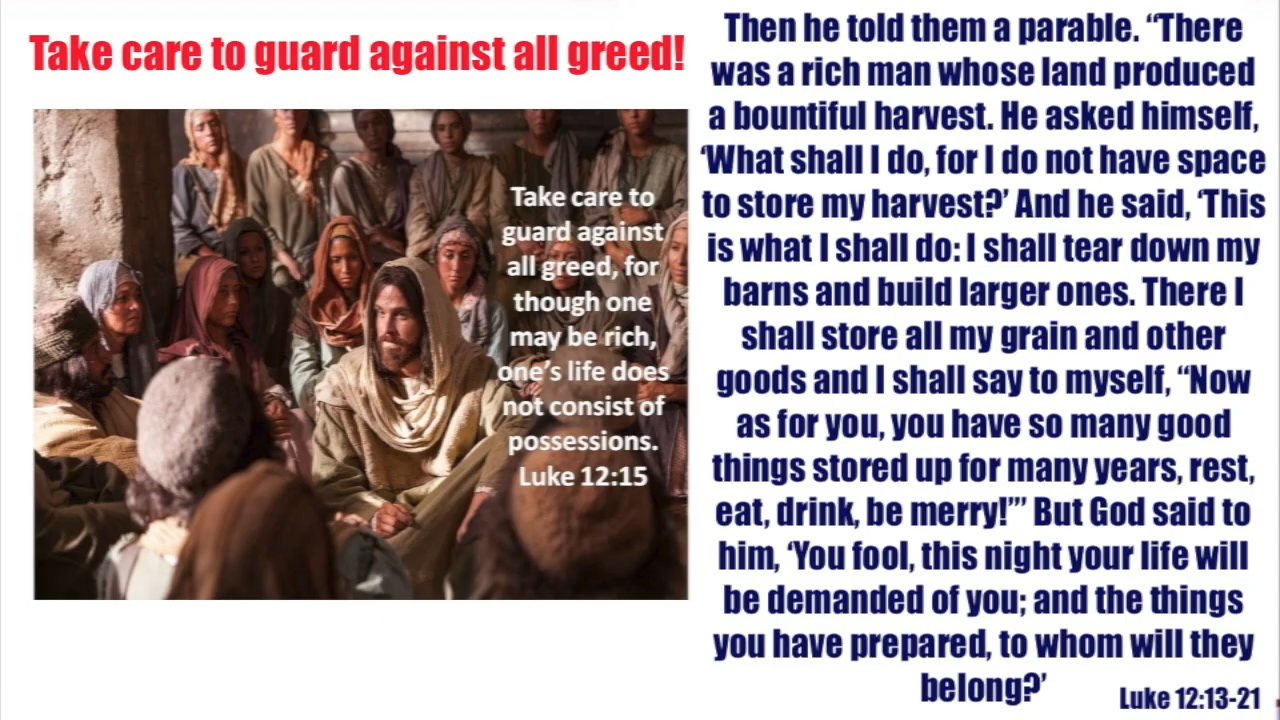 Take care to guard against all greed!
Take care to
guard against
all greed, for
though one
may be rich,
one’s life does
not consist of
possessions.
Luke 12:15
Then he told them a parable. “There
was a rich man whose land produced
a bountiful harvest. He asked himself,
‘What shall I do, for I do not have space
to store my harvest?’ And he said, ‘This
is what I shall do: I shall tear down my
barns and build larger ones. There I
shall store all my grain and other
goods and I shall say to myself, “Now
as for you, you have so many good
things stored up for many years, rest,
eat, drink, be merry!”’ But God said to
him, ‘You fool, this night your life will
be demanded of you; and the things
you have prepared, to whom will they
belong?’
Luke 12:13-21